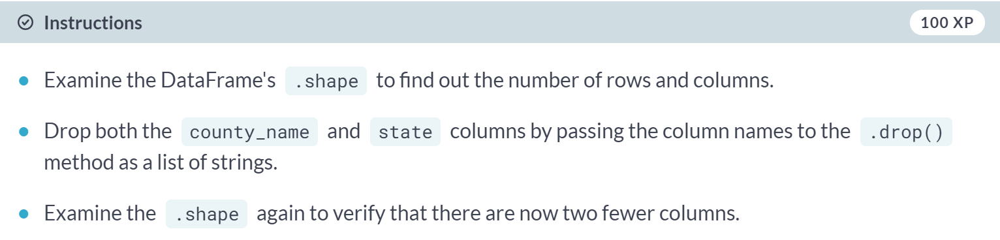 Instructions 100 XP
Examine the DataFrame's .shape to find out the number of rows and columns.
Drop both the county_name and state columns by passing the column names to the .drop()
method as a list of strings.
Examine the .shape again to verify that there are now two fewer columns.